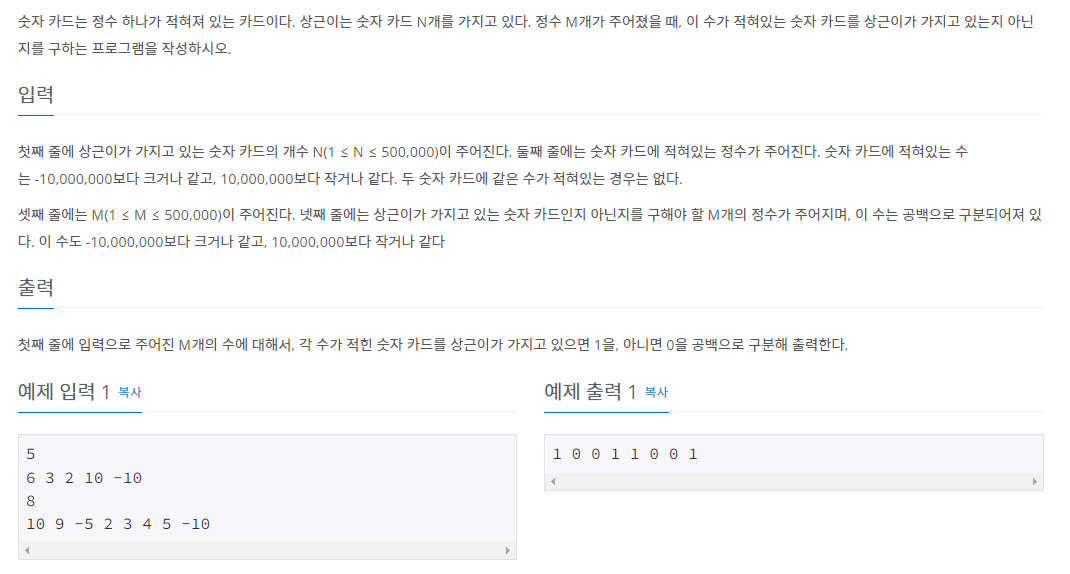 숫자 카드는 정수 하나가 적혀져 있는 카드이다. 상근이는 숫자 카드 N개를 가지고 있다. 정수 M개가 주어졌을 때, 이 수가 적혀있는 숫자 카드를 상근이가 가지고 있는지 아닌
지를 구하는 프로그램을 작성하시오.
입력
첫째 줄에 상근이가 가지고 있는 숫자 카드의 개수 N(1 ≤ N ≤ 500,000)이 주어진다. 둘째 줄에는 숫자 카드에 적혀있는 정수가 주어진다. 숫자 카드에 적혀있는 수
는 -10,000,000보다 크거나 같고, 10,000,000보다 작거나 같다. 두 숫자 카드에 같은 수가 적혀있는 경우는 없다.
셋째 줄에는 M(1 ≤ M ≤ 500,000)이 주어진다. 넷째 줄에는 상근이가 가지고 있는 숫자 카드인지 아닌지를 구해야 할 M개의 정수가 주어지며, 이 수는 공백으로 구분되어져 있
다. 이 수도 -10,000,000보다 크거나 같고, 10,000,000보다 작거나 같다
출력
첫째 줄에 입력으로 주어진 M개의 수에 대해서, 각 수가 적힌 숫자 카드를 상근이가 가지고 있으면 1을, 아니면 0을 공백으로 구분해 출력한다.
예제 입력 1 복사
5
6 3 2 10 -10
8
10 9 -5 2 3 4 5 -10
예제 출력 1 복사
1 0 0 1 1 0 0 1